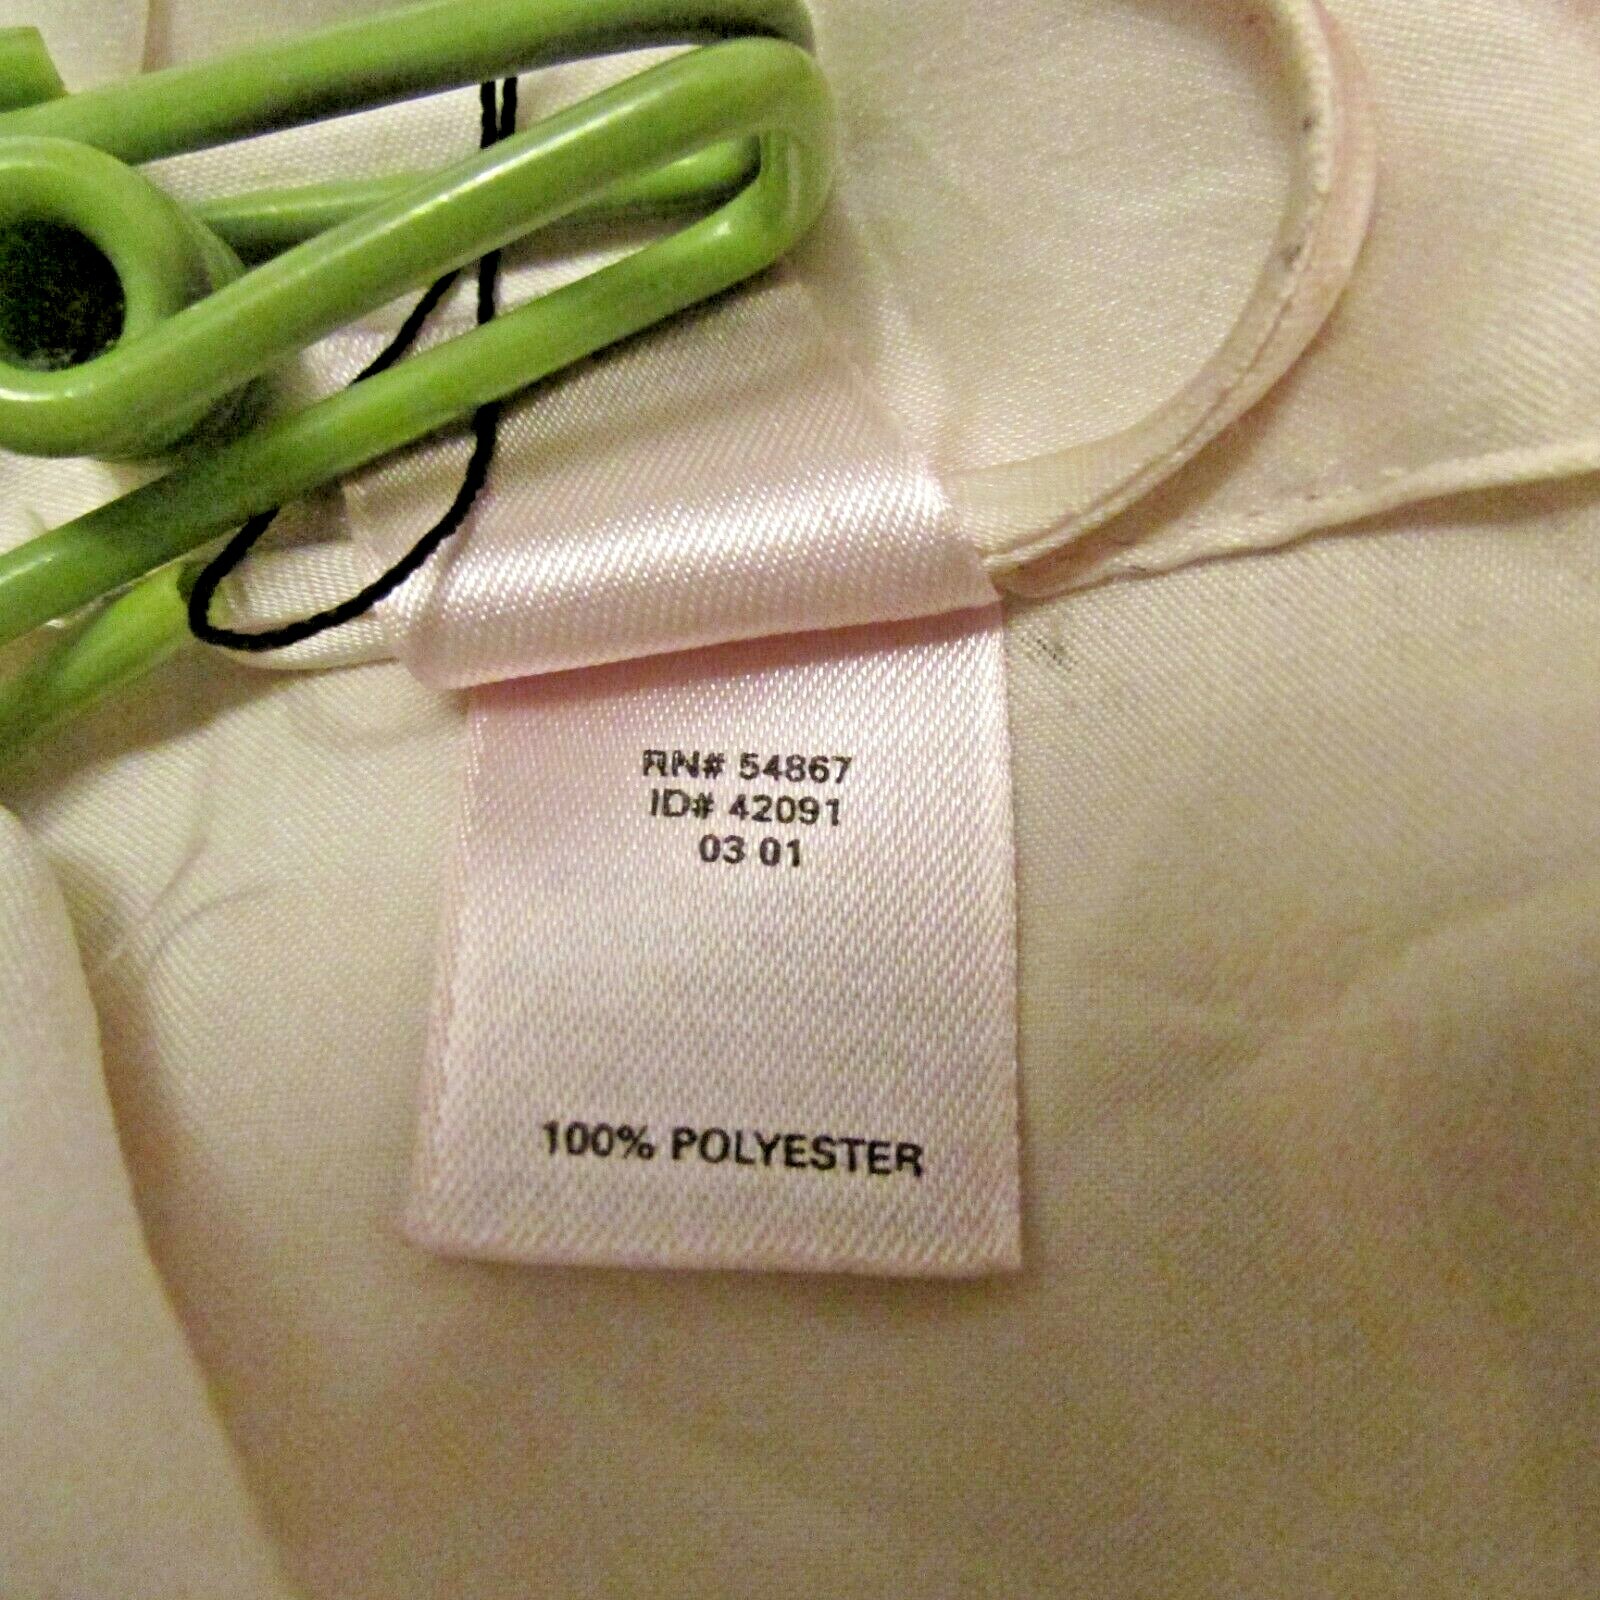 RN# 54867
ID# 42091
03 01
100% POLYESTER